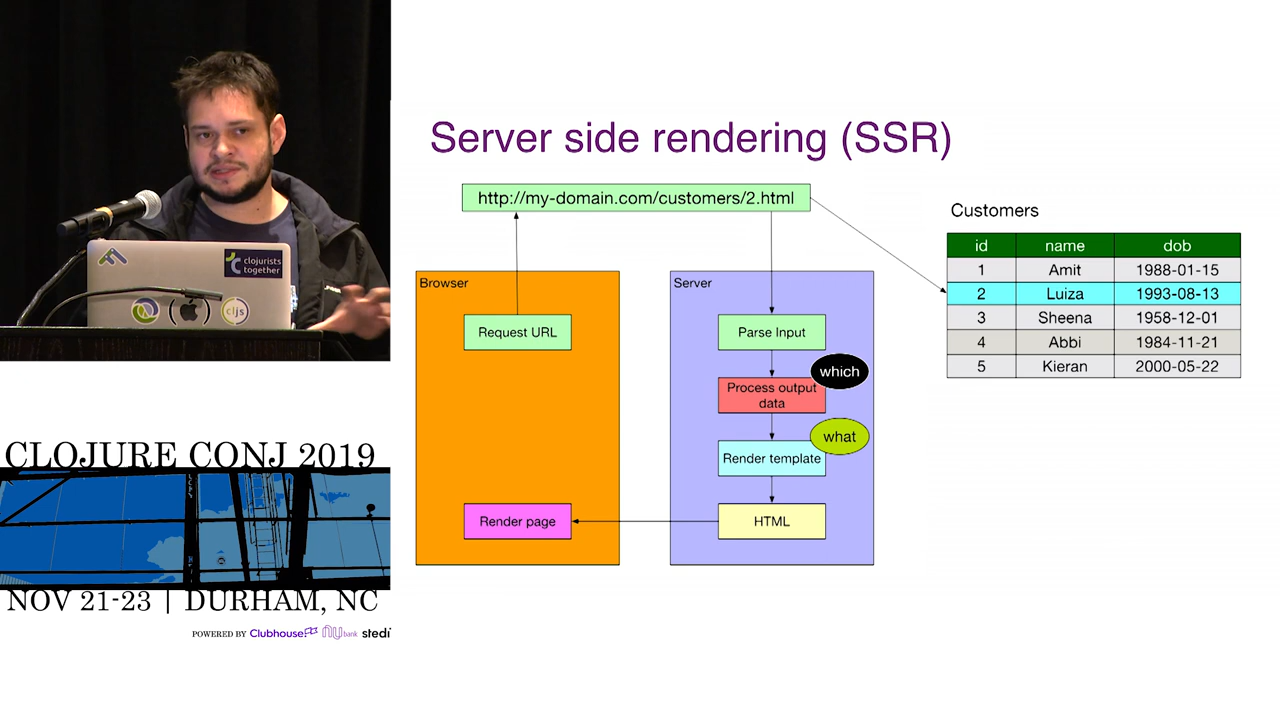 Server side rendering (SSR)
http://my-domain.com/customers/2.html
Customers
id name dob
1 Amit 1988-01-15
2 Luiza 1993-08-13
3 Sheena 1958-12-01
4 Abbi 1984-11-21
5 Kieran 2000-05-22
Browser
Request URL
Render page
Server
Parse Input
which
Process output
data
what
Render template
HTML
clojurists
together
cljs
CLOJURE CONJ 2019
NOV 21-23 | DURHAM, NC
POWERED BY Clubhouse nu bank stedi